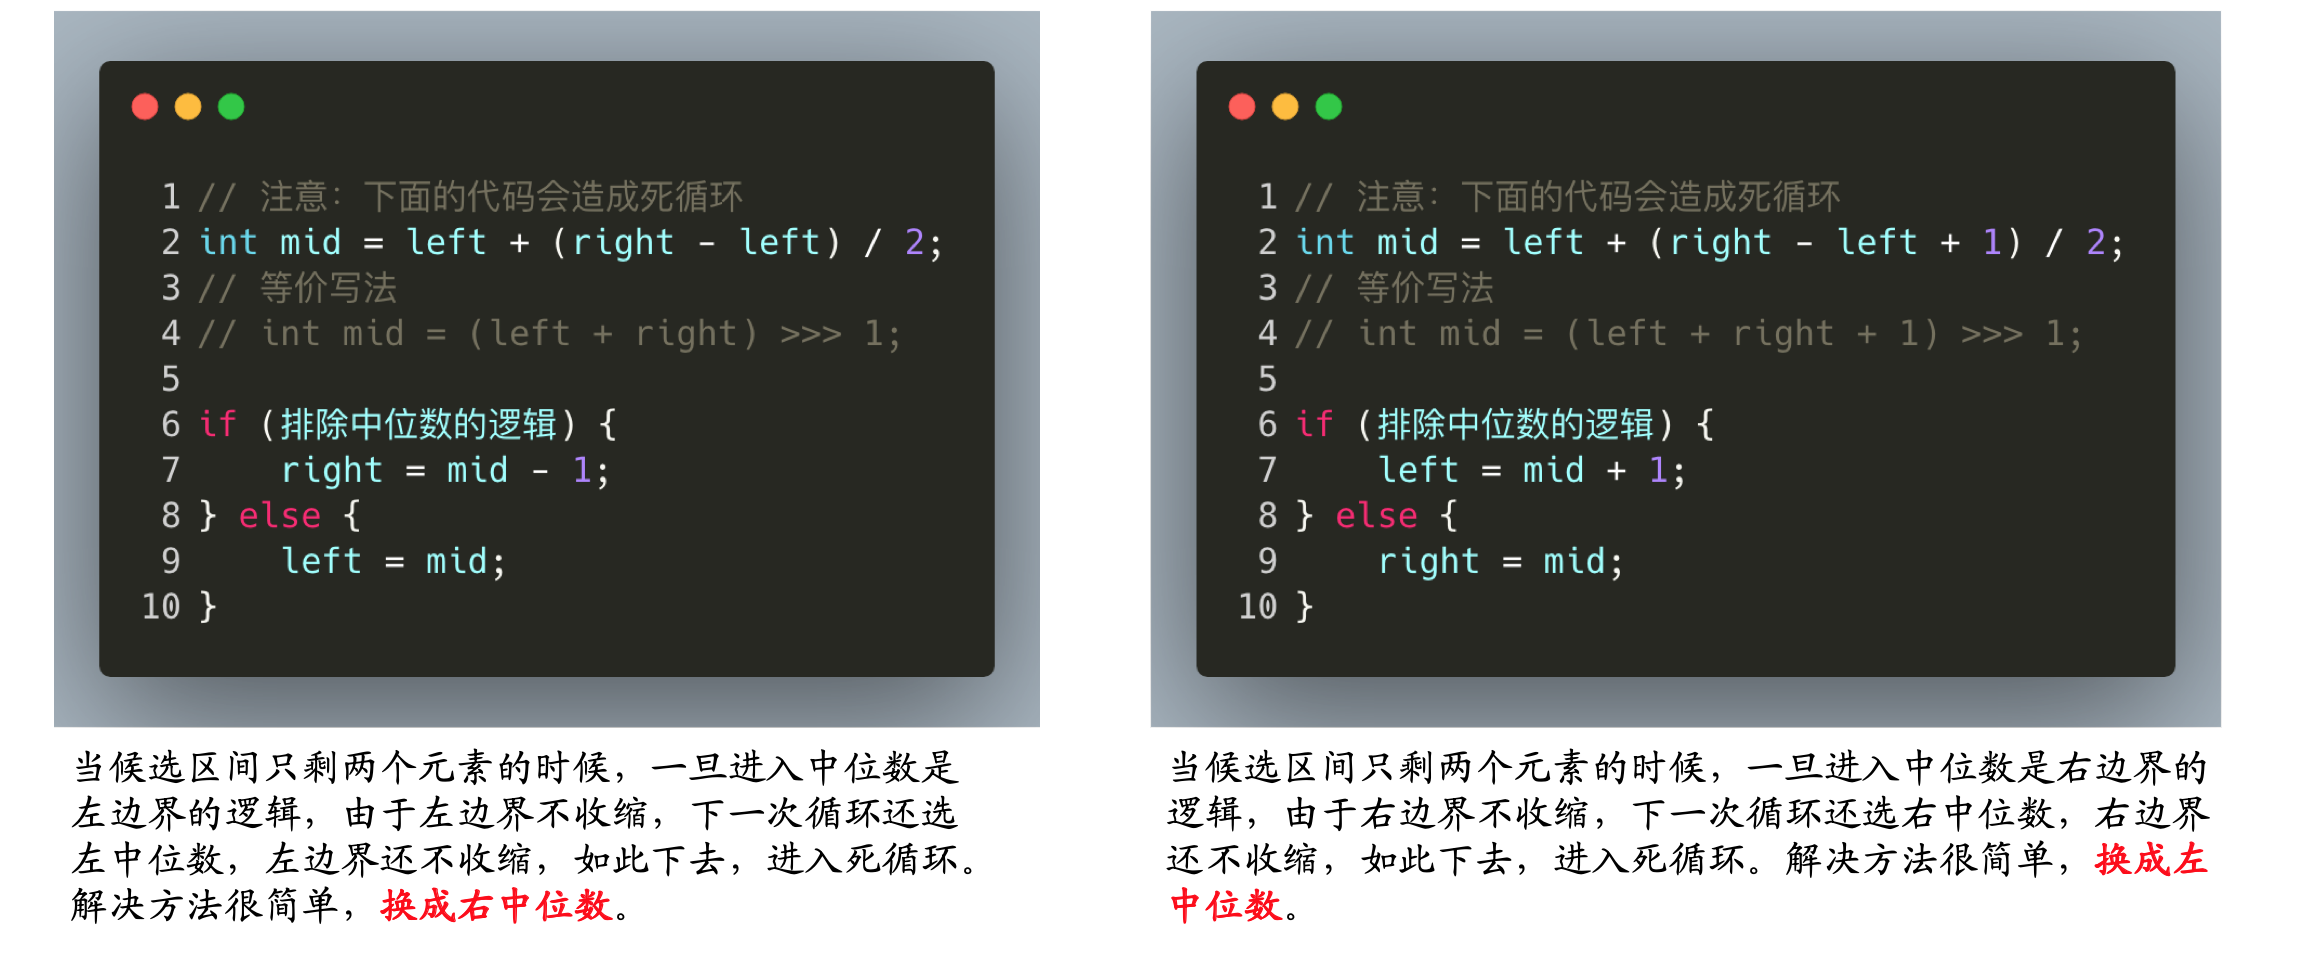 1 // 注意：下面的代码会造成死循环
2 int mid = left + (right - left) / 2;
3 // 等价写法
4 // int mid = (left + right) >>> 1;
5
6 if (排除中位数的逻辑) {
7     right = mid - 1;
8 } else {
9     left = mid;
10 }
当候选区间只剩两个元素的时候，一旦进入中位数是
左边界的逻辑，由于左边界不收缩，下一次循环还选
左中位数，左边界还不收缩，如此下去，进入死循环。
解决方法很简单，换成右中位数。
1 // 注意：下面的代码会造成死循环
2 int mid = left + (right - left + 1) / 2;
3 // 等价写法
4 // int mid = (left + right + 1) >>> 1;
5
6 if (排除中位数的逻辑) {
7     left = mid + 1;
8 } else {
9     right = mid;
10 }
当候选区间只剩两个元素的时候，一旦进入中位数是右边界的
逻辑，由于右边界不收缩，下一次循环还选右中位数，右边界
还不收缩，如此下去，进入死循环。解决方法很简单，换成左
中位数。